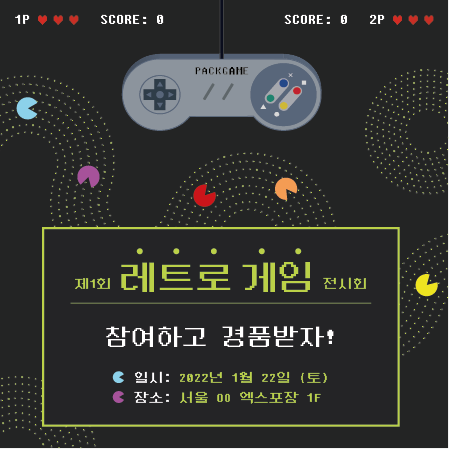 1P SCORE: 0 SCORE: 0 2P
PACKGAME
제1회 레트로 게임 전시회
참여하고 경품받자!
일시: 2022년 1월 22일 (토)
장소: 서울 OO 엑스포장 1F